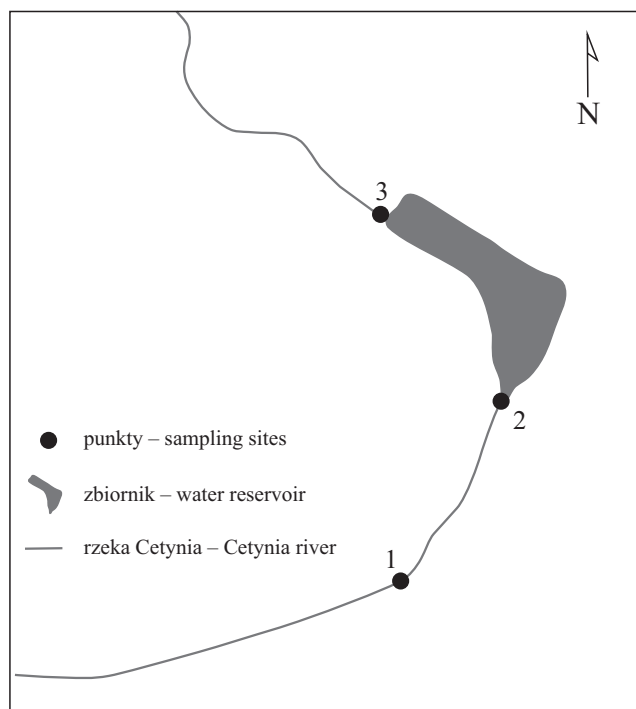 N
3
2
punkty – sampling sites
zbiornik – water reservoir
rzeka Cetynia – Cetynia river
1